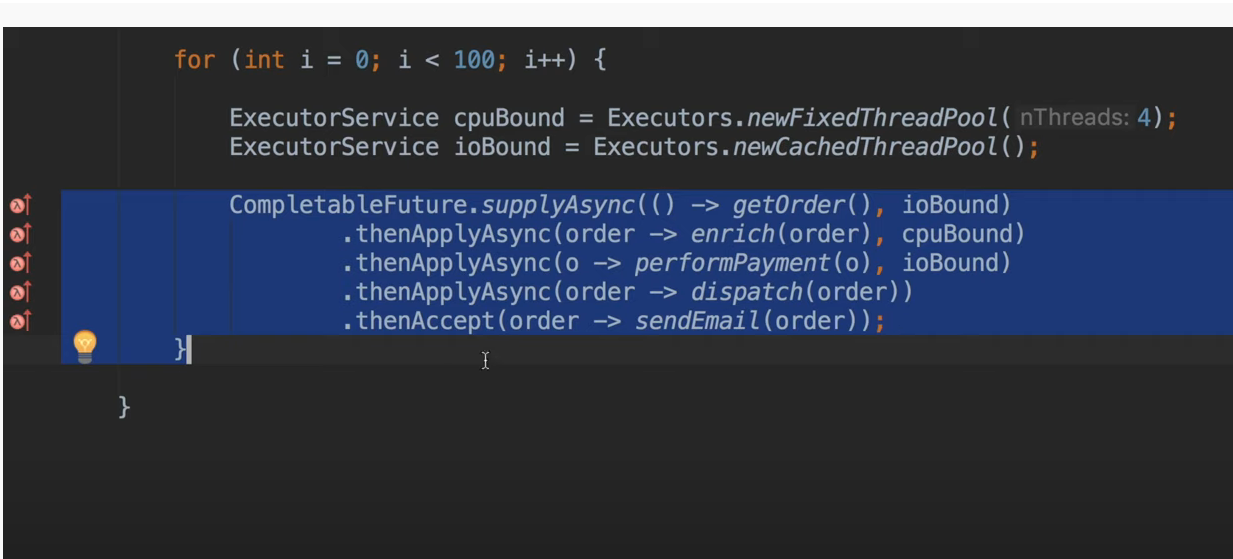 for (int i = 0; i < 100; i++) {
ExecutorService cpuBound = Executors.newFixedThreadPool( nThreads: 4);
ExecutorService ioBound = Executors.newCachedThreadPool();
CompletableFuture.supplyAsync(() -> getOrder(), ioBound)
.thenApplyAsync(order -> enrich(order), cpuBound)
.thenApplyAsync(o -> performPayment(o), ioBound)
.thenApplyAsync(order -> dispatch(order))
.thenAccept(order -> sendEmail(order));
}
}